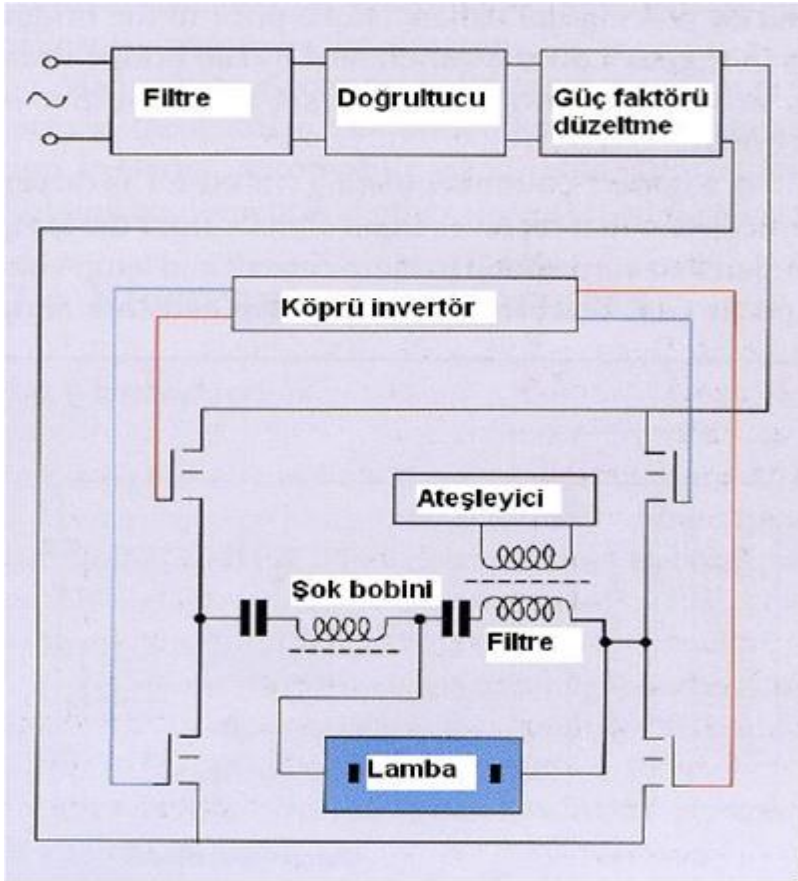 Filtre
Doğrultucu
Güç faktörü
düzeltme
Köprü invertör
Ateşleyici
Şok bobini
Filtre
Lamba